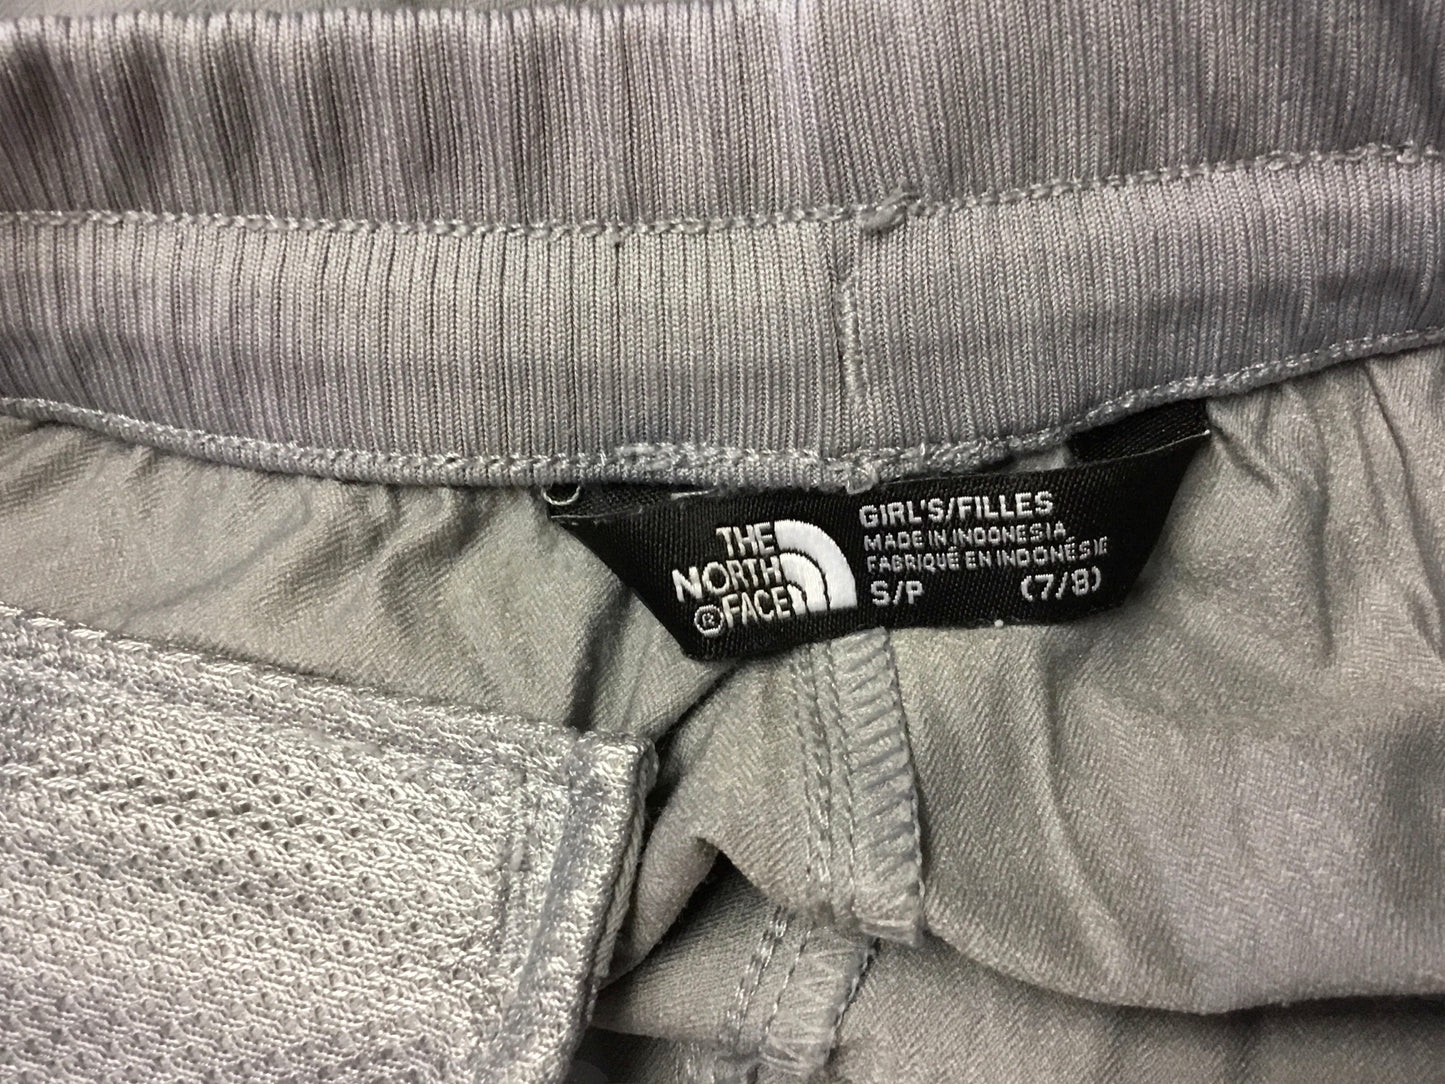 THE
NORTH
® FACE
GIRL'S/FILLES
MADE IN INDONESIA
FABRIQUÉ EN INDONÉSIE
S/P (7/8)